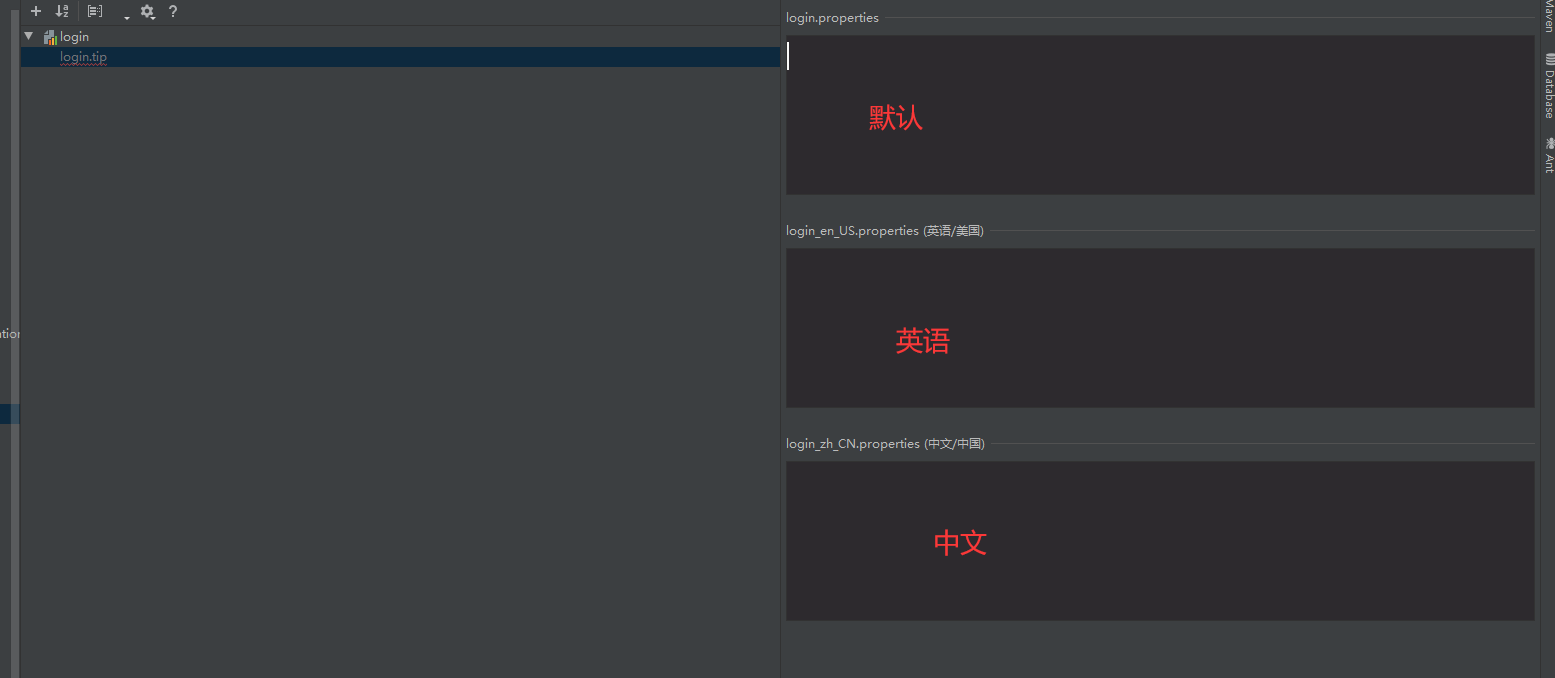 login
login.tip
login.properties
默认
login_en_US.properties (英语/美国)
英语
login_zh_CN.properties (中文/中国)
中文
Maven
Database
Ant